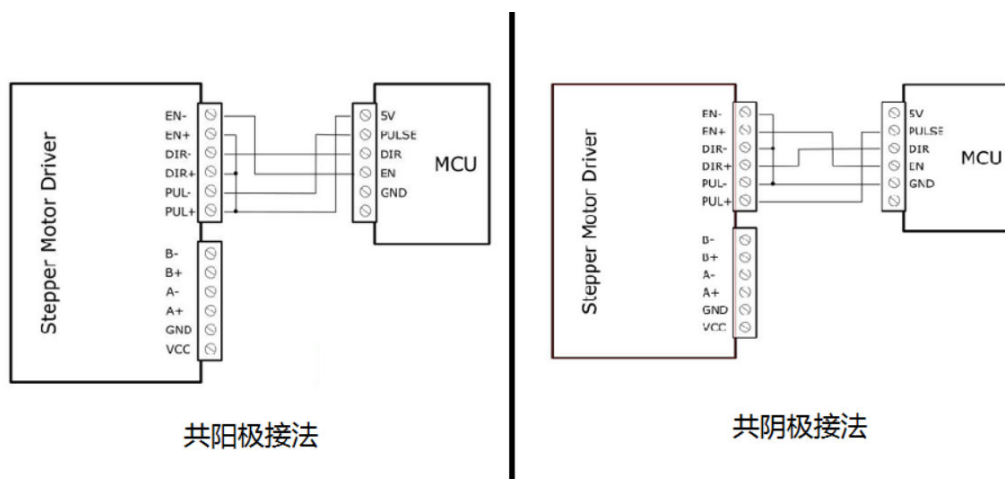 Stepper Motor Driver
EN-
EN+
DIR-
DIR+
PUL-
PUL+
B-
B+
A-
A+
GND
VCC
5V
PULSE
DIR
EN
GND
MCU
共阳极接法
Stepper Motor Driver
EN-
EN+
DIR-
DIR+
PUL-
PUL+
B-
B+
A-
A+
GND
VCC
5V
PULSE
DIR
EN
GND
MCU
共阴极接法